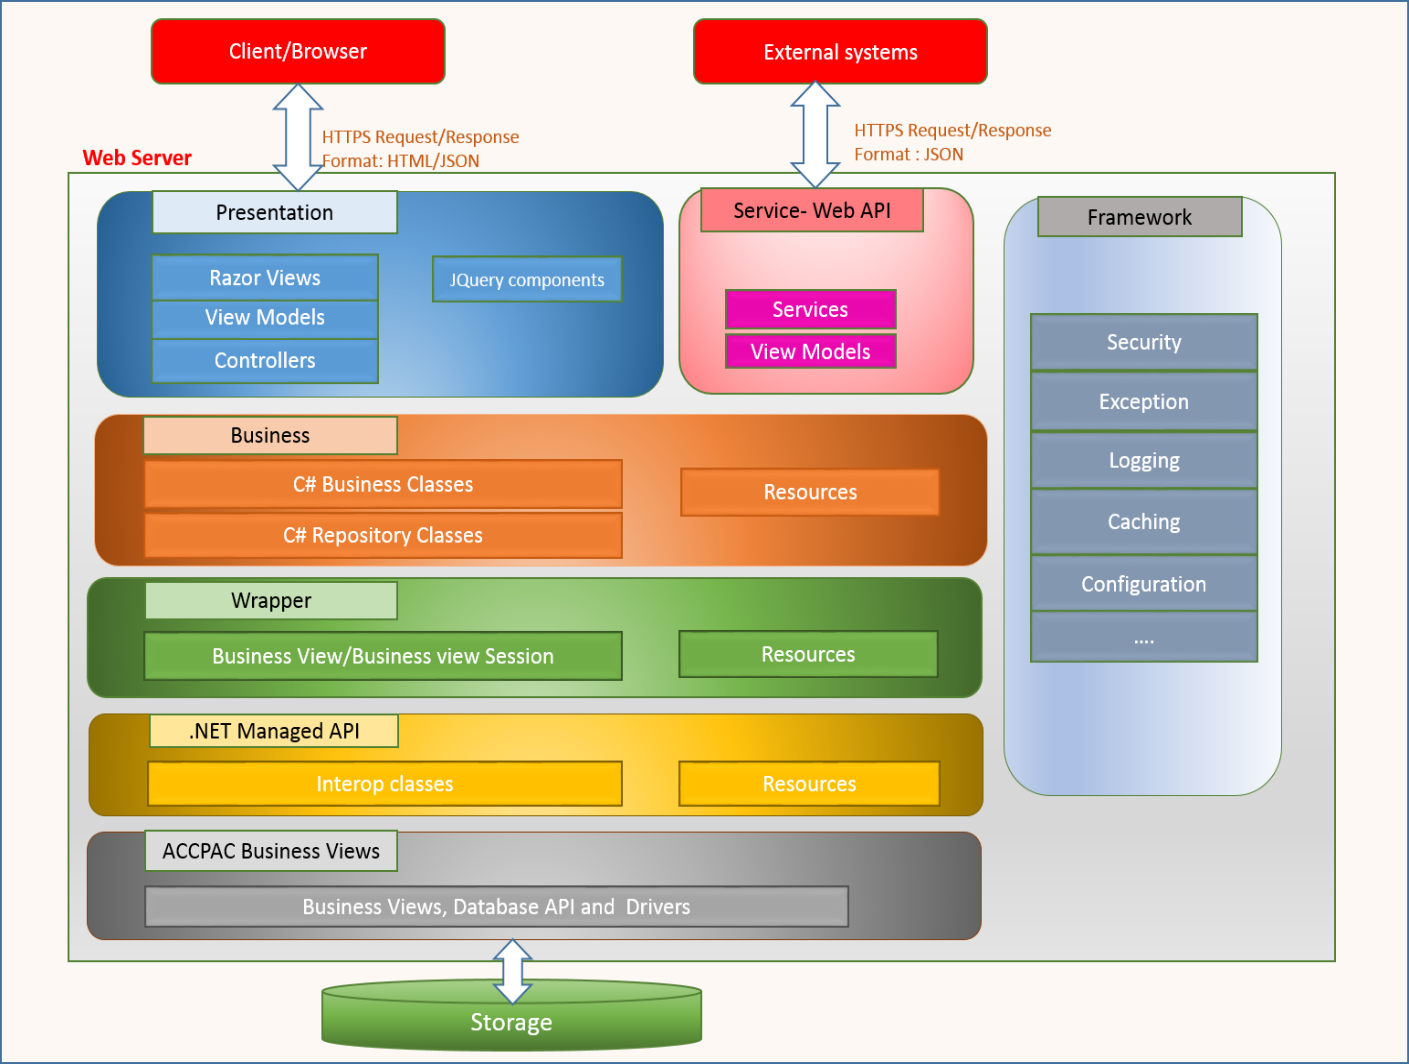 Client/Browser
External systems
HTTPS Request/Response
Format: HTML/JSON
HTTPS Request/Response
Format : JSON
Web Server
Presentation
Razor Views
View Models
Controllers
JQuery components
Service- Web API
Services
View Models
Framework
Security
Exception
Logging
Caching
Configuration
....
Business
C# Business Classes
C# Repository Classes
Resources
Wrapper
Business View/Business view Session
Resources
.NET Managed API
Interop classes
Resources
ACCPAC Business Views
Business Views, Database API and  Drivers
Storage